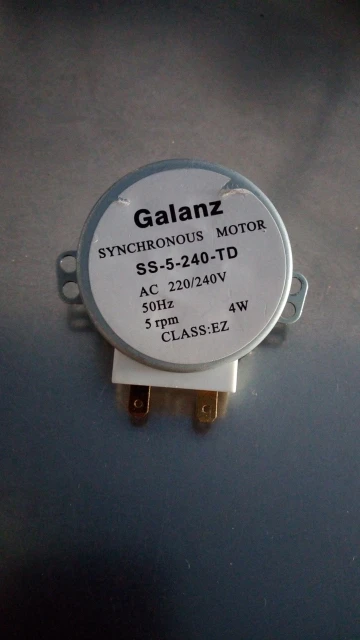 Galanz
SYNCHRONOUS MOTOR
SS-5-240-TD
AC 220/240V
50Hz
5 rpm 4W
CLASS:EZ